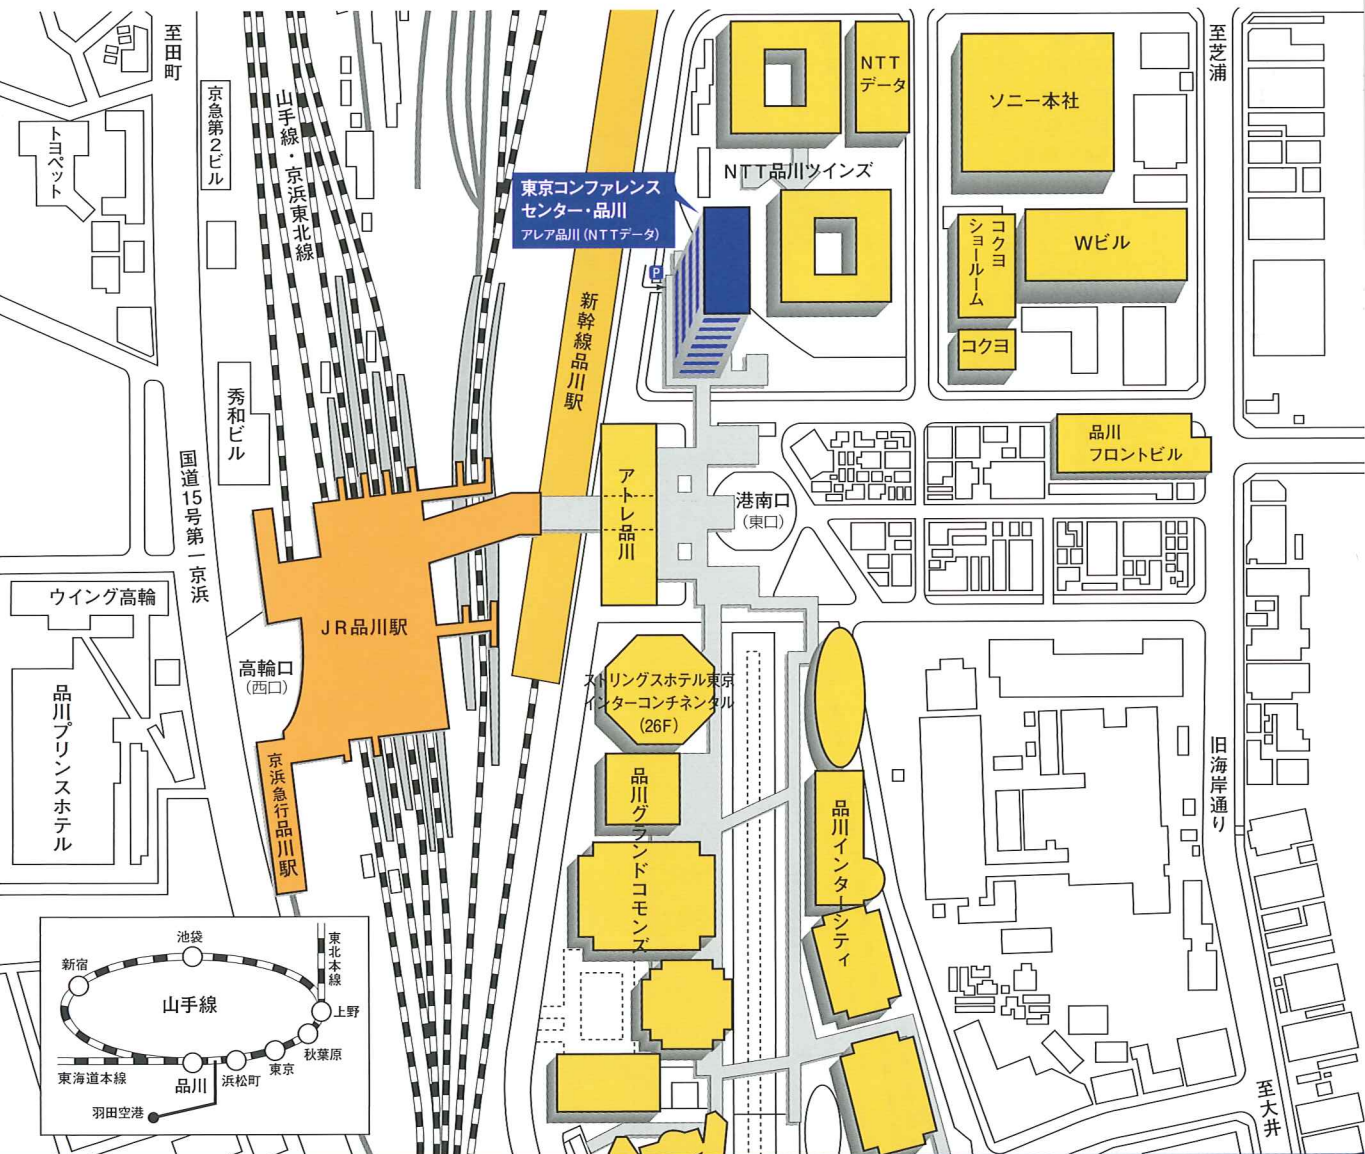 至田町
京急第2ビル
トヨペット
山手線・京浜東北線
東京コンファレンス
センター・品川
アレア品川(NTTデータ)
P
NTT
データ
NTT品川ツインズ
ソニー本社
至芝浦
コクヨ
ショールーム
Wビル
コクヨ
新幹線品川駅
秀和ビル
国道15号第一京浜
アトレ品川
港南口
(東口)
品川
フロントビル
ウイング高輪
JR品川駅
高輪口
(西口)
品川プリンスホテル
京浜急行品川駅
ストリングスホテル東京
インターコンチネンタル
(26F)
品川グランドコモンズ
品川インターシティ
旧海岸通り
至大井
池袋
東北本線
新宿
山手線
上野
秋葉原
東京
浜松町
品川
東海道本線
羽田空港